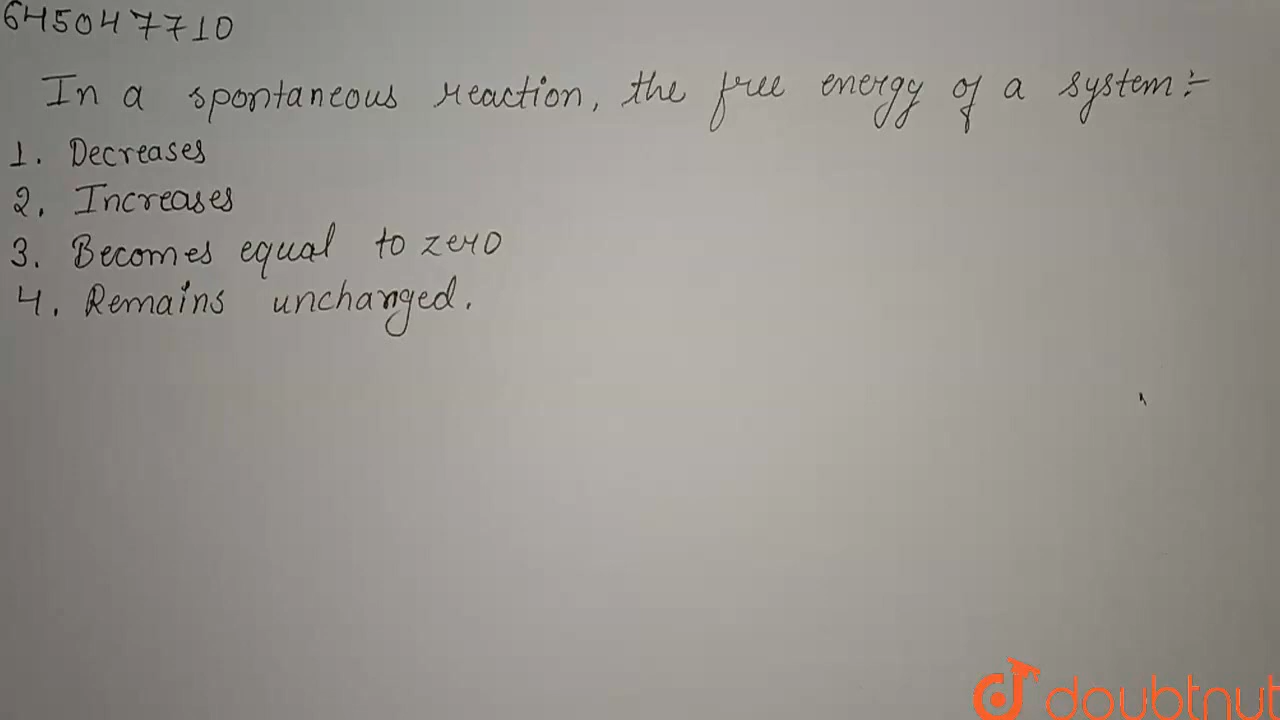 645047710
In a spontaneous reaction, the free energy of a system:-
1. Decreases
2. Increases
3. Becomes equal to zero
4. Remains unchanged.
doubtnut